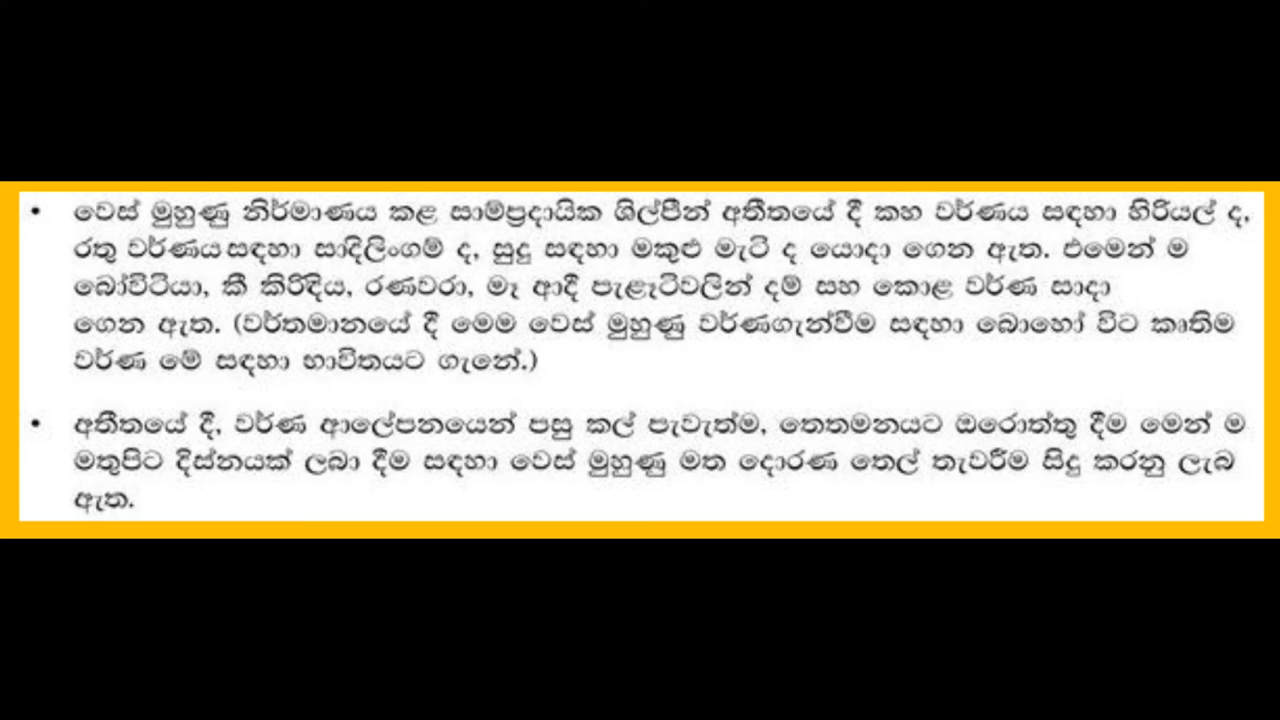 • වෙස් මුහුණු නිර්මාණය කළ සාම්ප්‍රදායික ශිල්පීන් අතීතයේ දී කහ වර්ණය සඳහා හිරියල් ද,
රතු වර්ණය සඳහා සාදිලිංගම් ද, සුදු සඳහා මකුළු මැටි ද යොදා ගෙන ඇත. එමෙන් ම
බෝවිටියා, කී කිරිඳිය, රණවරා, මෑ ආදී පැළෑටිවලින් දම් සහ කොළ වර්ණ සාදා
ගෙන ඇත. (වර්තමානයේ දී මෙම වෙස් මුහුණු වර්ණගැන්වීම සඳහා බොහෝ විට කෘතිම
වර්ණ මේ සඳහා භාවිතයට ගැනේ.)
• අතීතයේ දී, වර්ණ ආලේපනයෙන් පසු කල් පැවැත්ම, තෙතමනයට ඔරොත්තු දීම මෙන් ම
මතුපිට දිස්නයක් ලබා දීම සඳහා වෙස් මුහුණු මත දොරණ තෙල් තැවරීම සිදු කරනු ලැබ
ඇත.